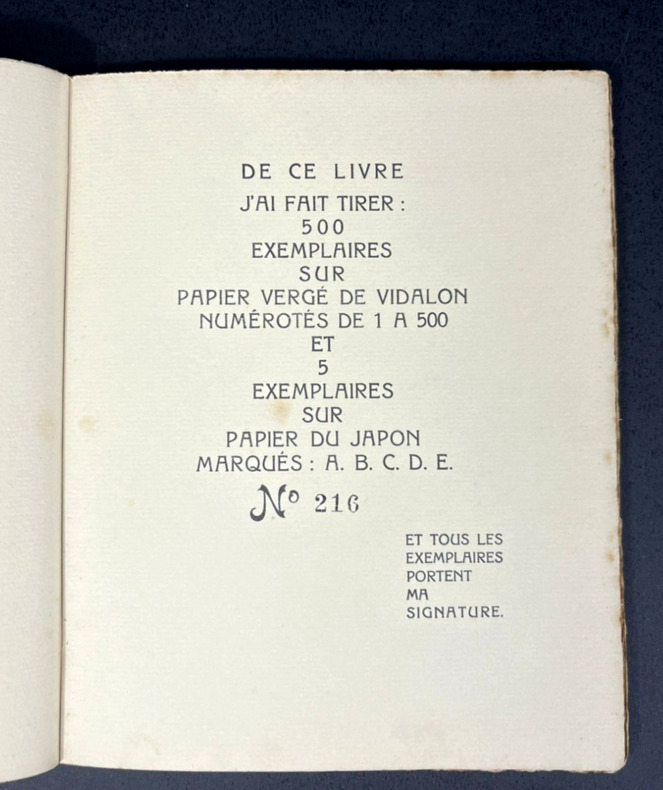 DE CE LIVRE
J'AI FAIT TIRER :
500
EXEMPLAIRES
SUR
PAPIER VERGÉ DE VIDALON
NUMÉROTÉS DE 1 A 500
ET
5
EXEMPLAIRES
SUR
PAPIER DU JAPON
MARQUÉS : A. B. C. D. E.
Nº 216
ET TOUS LES
EXEMPLAIRES
PORTENT
MA
SIGNATURE.